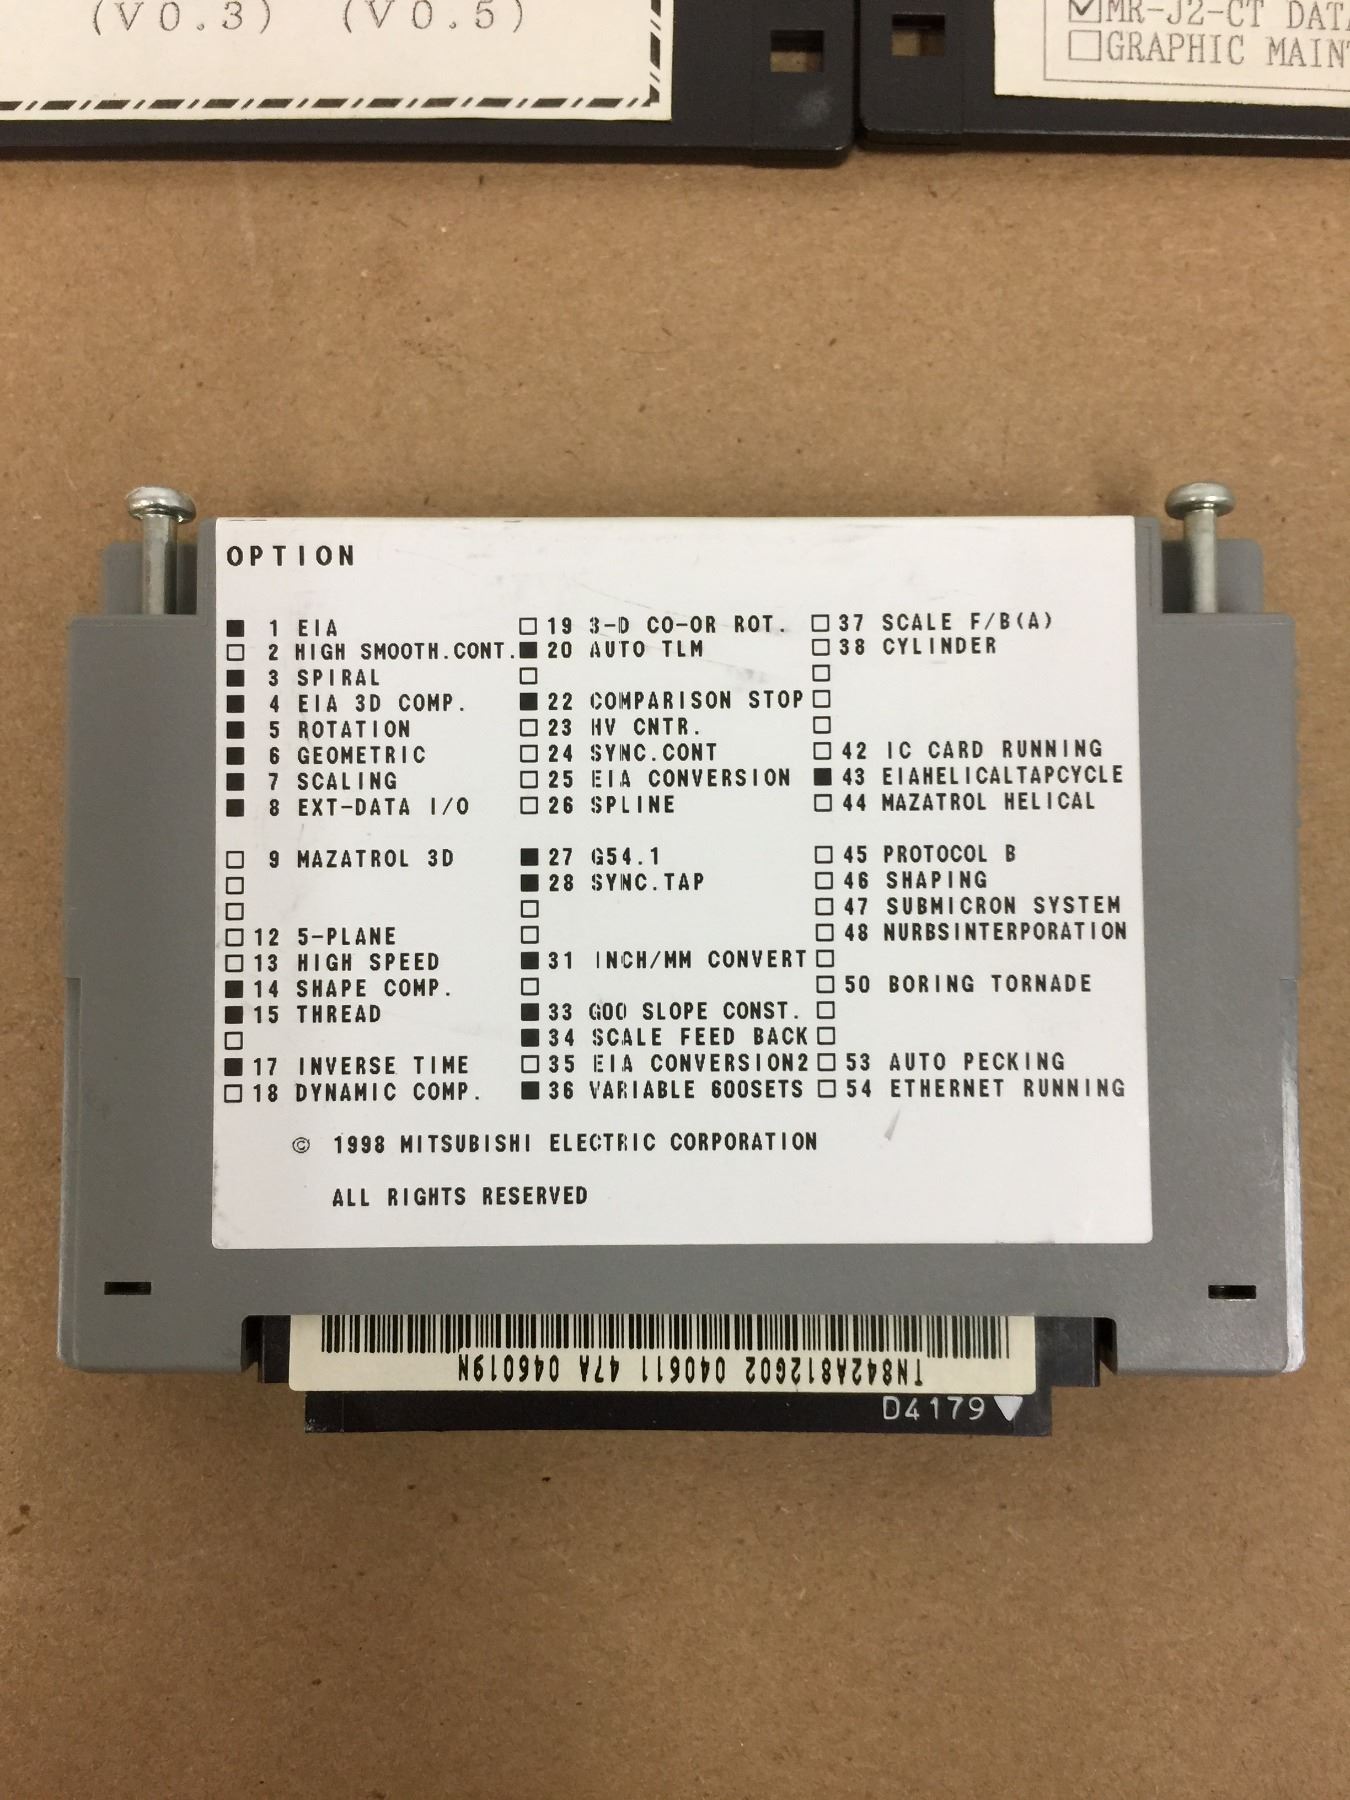 (V0.3) (V0.5)
☑MR-J2-CT DATA
□GRAPHIC MAIN
OPTION
■ 1 EIA □ 19 3-D CO-OR ROT. □ 37 SCALE F/B(A)
□ 2 HIGH SMOOTH.CONT. ■ 20 AUTO TLM □ 38 CYLINDER
■ 3 SPIRAL □ □
■ 4 EIA 3D COMP. ■ 22 COMPARISON STOP □
■ 5 ROTATION □ 23 HV CNTR. □
■ 6 GEOMETRIC □ 24 SYNC.CONT □ 42 IC CARD RUNNING
■ 7 SCALING □ 25 EIA CONVERSION ■ 43 EIAHELICALTAPCYCLE
■ 8 EXT-DATA I/O □ 26 SPLINE □ 44 MAZATROL HELICAL
□ 9 MAZATROL 3D ■ 27 G54.1 □ 45 PROTOCOL B
□ ■ 28 SYNC.TAP □ 46 SHAPING
□ □ □ 47 SUBMICRON SYSTEM
□ 12 5-PLANE □ □ 48 NURBSINTERPORATION
□ 13 HIGH SPEED ■ 31 INCH/MM CONVERT □
■ 14 SHAPE COMP. □ □ 50 BORING TORNADE
■ 15 THREAD ■ 33 G00 SLOPE CONST. □
□ ■ 34 SCALE FEED BACK □
■ 17 INVERSE TIME □ 35 EIA CONVERSION2 □ 53 AUTO PECKING
□ 18 DYNAMIC COMP. ■ 36 VARIABLE 600SETS □ 54 ETHERNET RUNNING
© 1998 MITSUBISHI ELECTRIC CORPORATION
ALL RIGHTS RESERVED
TN842A812G02 040611 47A 046019N
D4179▼